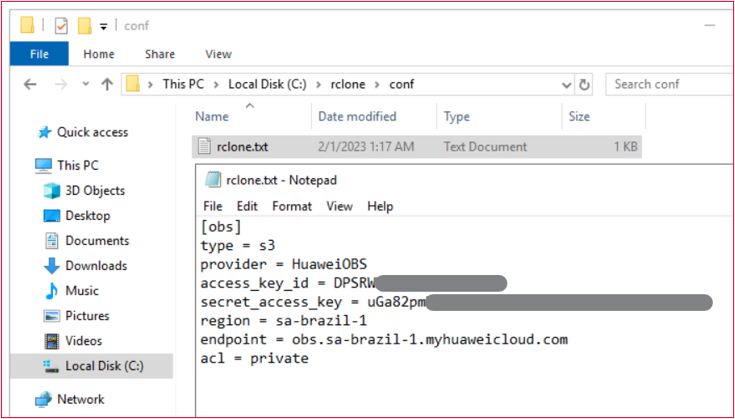 conf
File Home Share View
This PC > Local Disk (C:) > rclone > conf
Search conf
Name Date modified Type Size
rclone.txt 2/1/2023 1:17 AM Text Document 1 KB
Quick access
This PC
3D Objects
Desktop
Documents
Downloads
Music
Pictures
Videos
Local Disk (C:)
Network
rclone.txt - Notepad
File Edit Format View Help
[obs]
type = s3
provider = HuaweiOBS
access_key_id = DPSRW
secret_access_key = uGa82pm
region = sa-brazil-1
endpoint = obs.sa-brazil-1.myhuaweicloud.com
acl = private